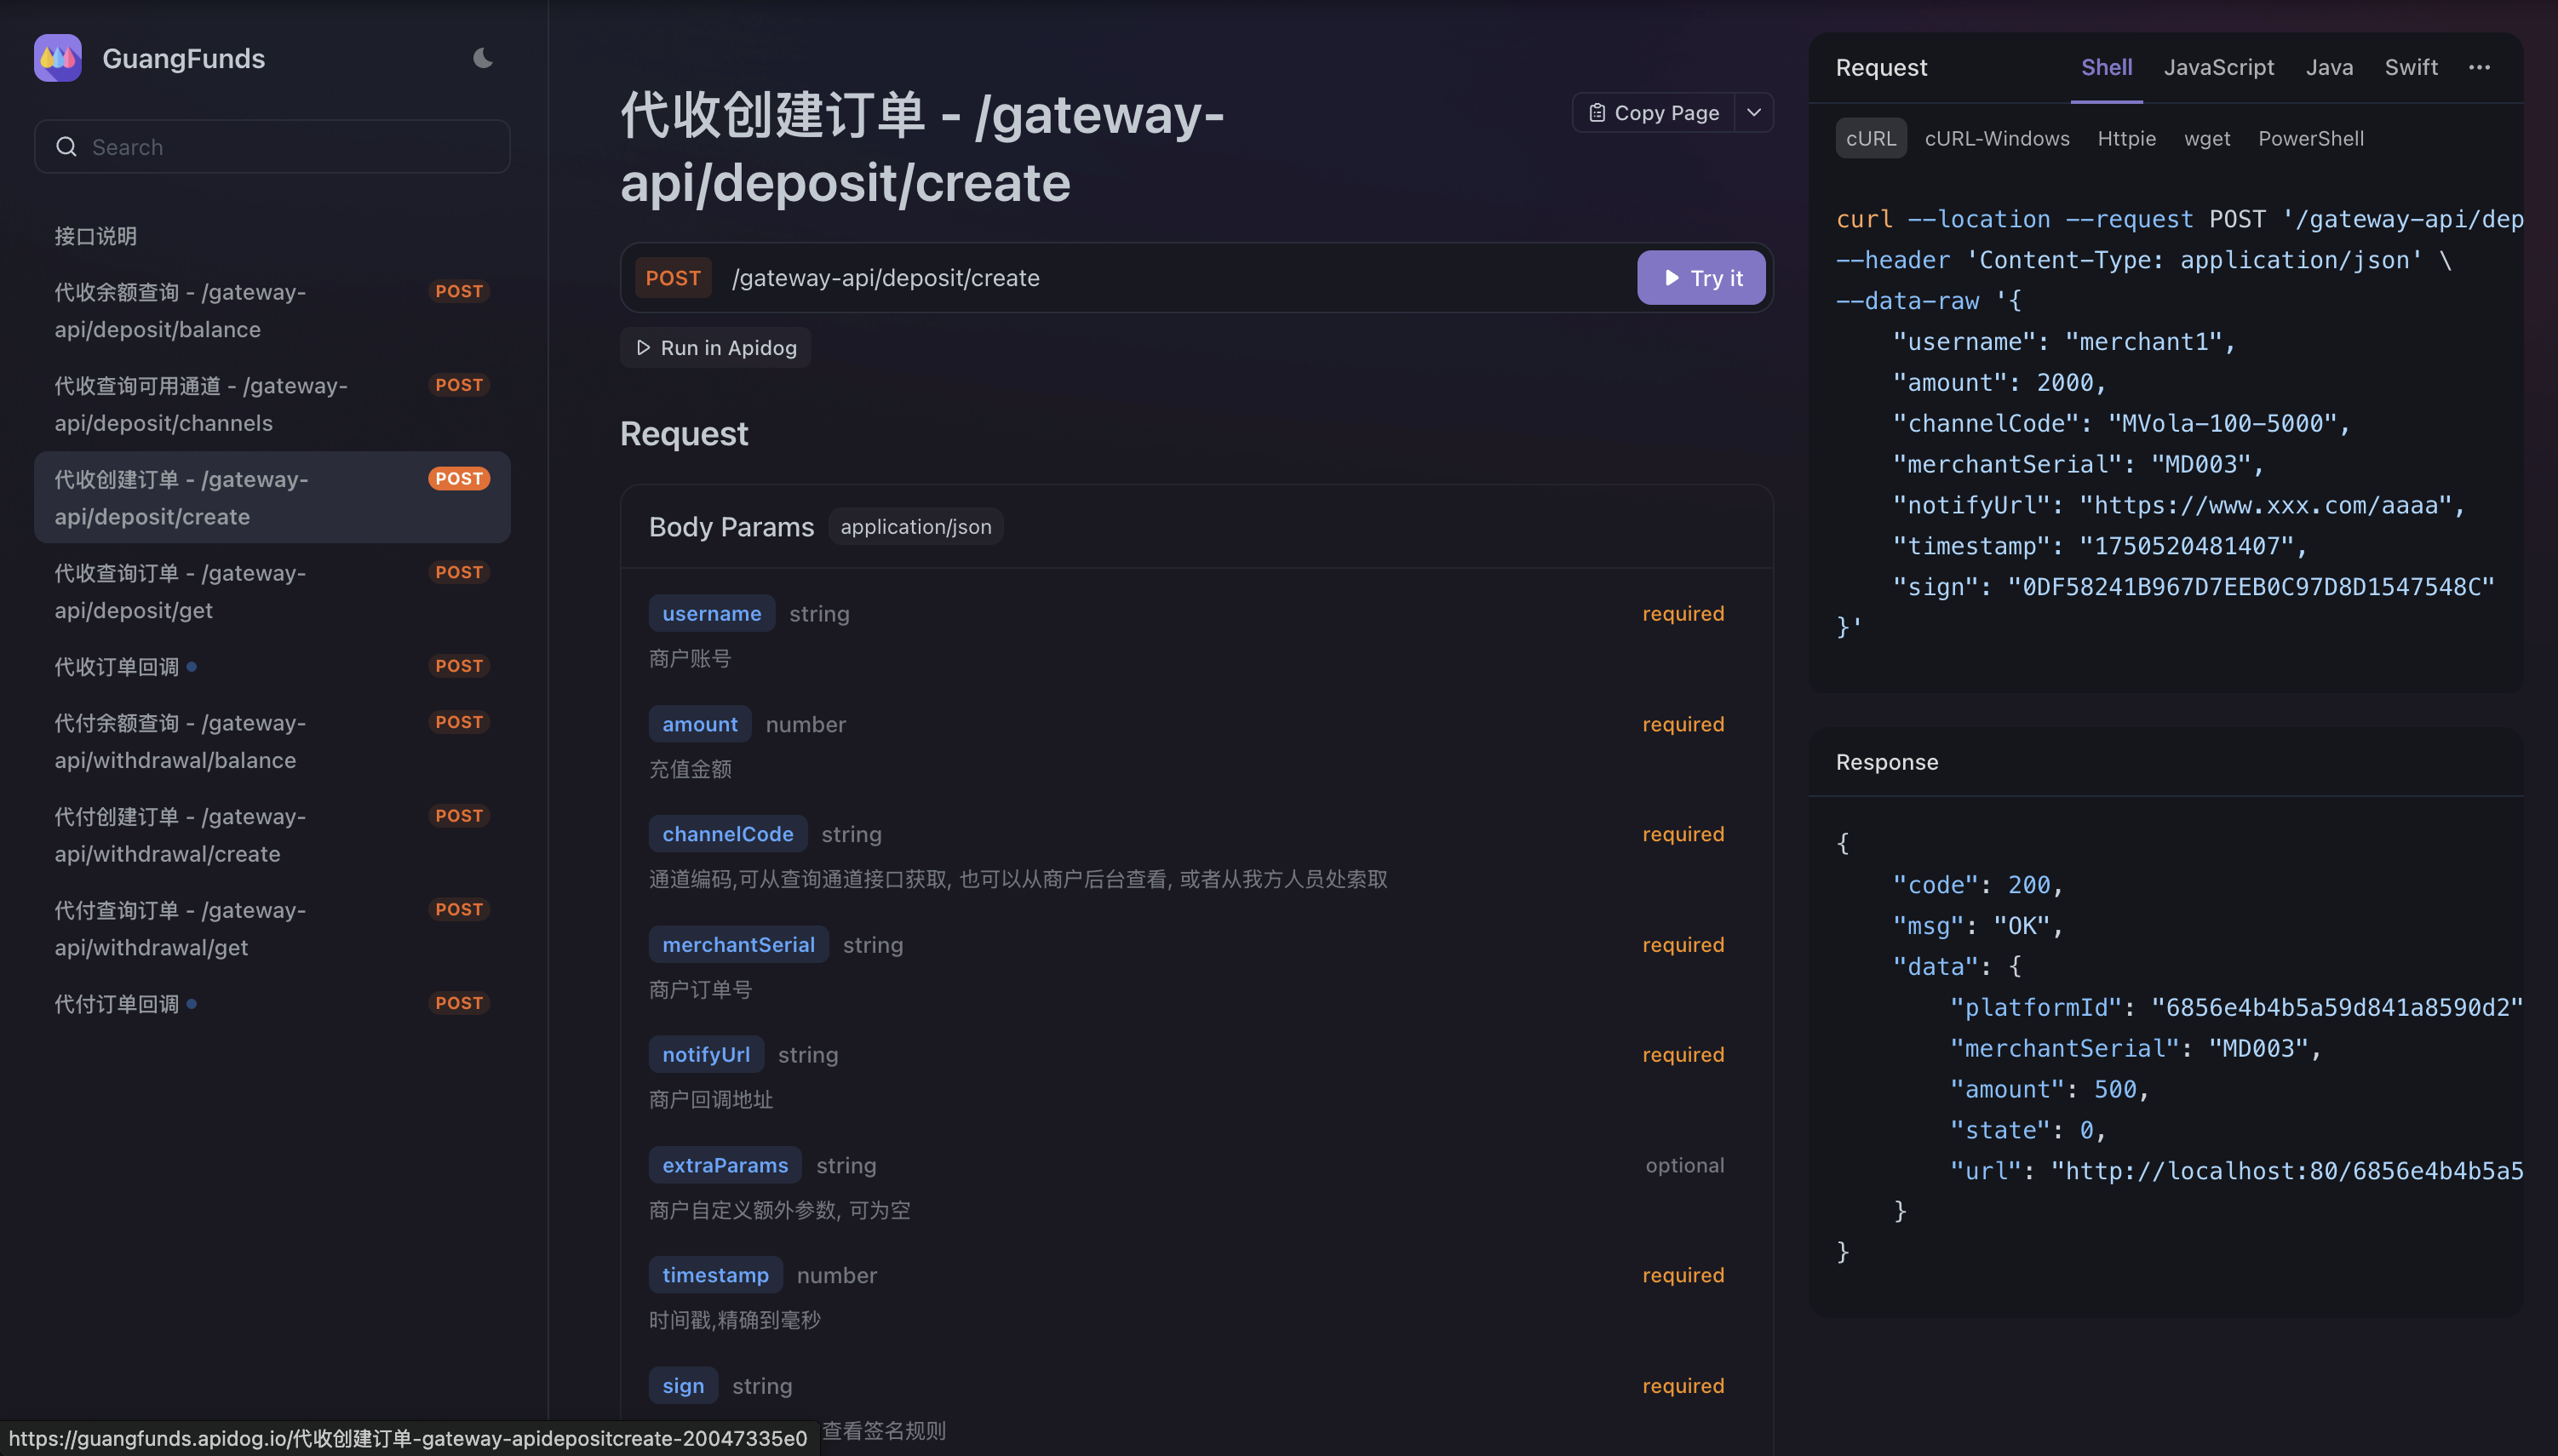 GuangFunds
Search
接口说明
代收余额查询 - /gateway-
api/deposit/balance
POST
代收查询可用通道 - /gateway-
api/deposit/channels
POST
代收创建订单 - /gateway-
api/deposit/create
POST
代收查询订单 - /gateway-
api/deposit/get
POST
代收订单回调
POST
代付余额查询 - /gateway-
api/withdrawal/balance
POST
代付创建订单 - /gateway-
api/withdrawal/create
POST
代付查询订单 - /gateway-
api/withdrawal/get
POST
代付订单回调
POST
代收创建订单 - /gateway-
api/deposit/create
Copy Page
POST /gateway-api/deposit/create
Try it
Run in Apidog
Request
Body Params application/json
username string required
商户账号
amount number required
充值金额
channelCode string required
通道编码,可从查询通道接口获取, 也可以从商户后台查看, 或者从我方人员处索取
merchantSerial string required
商户订单号
notifyUrl string required
商户回调地址
extraParams string optional
商户自定义额外参数, 可为空
timestamp number required
时间戳,精确到毫秒
sign string required
查看签名规则
Request Shell JavaScript Java Swift
cURL cURL-Windows Httpie wget PowerShell
curl --location --request POST '/gateway-api/dep
--header 'Content-Type: application/json' \
--data-raw '{
"username": "merchant1",
"amount": 2000,
"channelCode": "MVola-100-5000",
"merchantSerial": "MD003",
"notifyUrl": "https://www.xxx.com/aaaa",
"timestamp": "1750520481407",
"sign": "0DF58241B967D7EEB0C97D8D1547548C"
}'
Response
{
"code": 200,
"msg": "OK",
"data": {
"platformId": "6856e4b4b5a59d841a8590d2"
"merchantSerial": "MD003",
"amount": 500,
"state": 0,
"url": "http://localhost:80/6856e4b4b5a5
}
}
https://guangfunds.apidog.io/代收创建订单-gateway-apidepositcreate-20047335e0